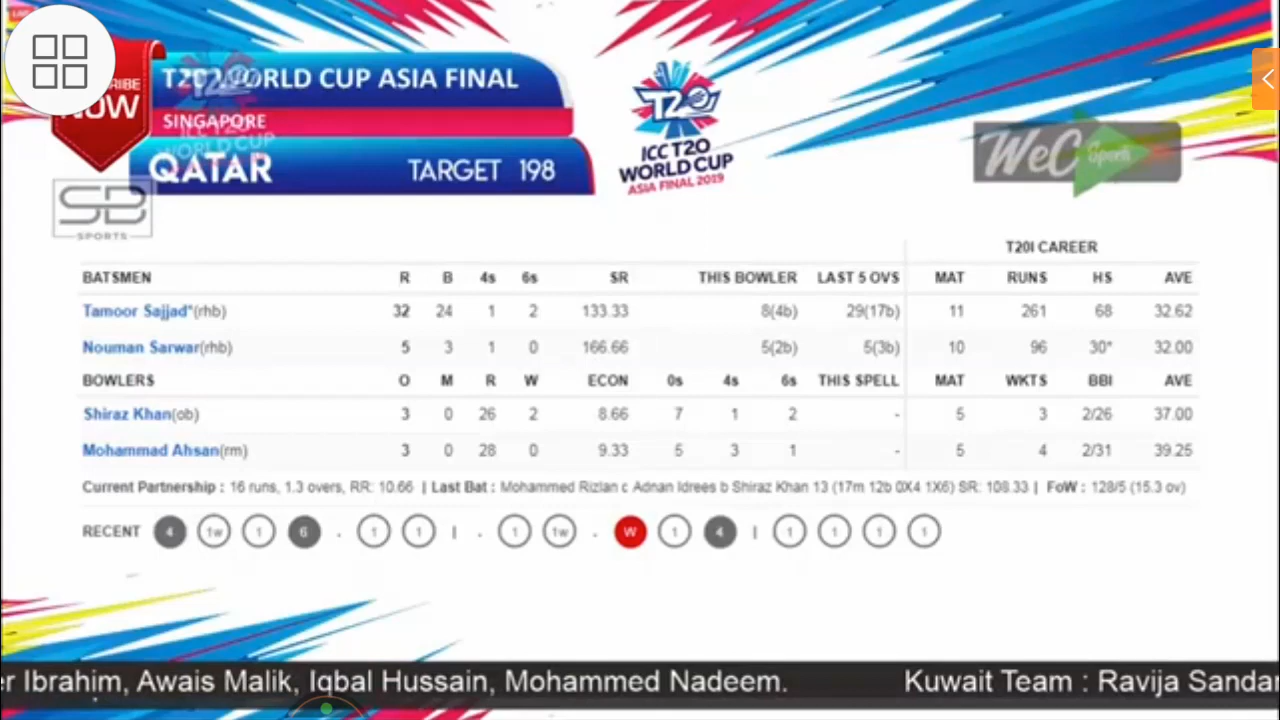 RIBE
NOW
T20 WORLD CUP ASIA FINAL
SINGAPORE
QATAR TARGET 198
T20
ICC T20
WORLD CUP
ASIA FINAL 2019
WeC Sports
SB
SPORTS
T20I CAREER
BATSMEN R B 4s 6s SR THIS BOWLER LAST 5 OVS MAT RUNS HS AVE
Tamoor Sajjad*(rhb) 32 24 1 2 133.33 8(4b) 29(17b) 11 261 68 32.62
Nouman Sarwar(rhb) 5 3 1 0 166.66 5(2b) 5(3b) 10 96 30* 32.00
BOWLERS O M R W ECON 0s 4s 6s THIS SPELL MAT WKTS BBI AVE
Shiraz Khan(ob) 3 0 26 2 8.66 7 1 2 - 5 3 2/26 37.00
Mohammad Ahsan(rm) 3 0 28 0 9.33 5 3 1 - 5 4 2/31 39.25
Current Partnership : 16 runs, 1.3 overs, RR: 10.66 | Last Bat : Mohammed Rizlan c Adnan Idrees b Shiraz Khan 13 (17m 12b 0X4 1X6) SR: 108.33 | FoW : 128/5 (15.3 ov)
RECENT 4 1w 1 6 . 1 1 | . 1 1w . W 1 4 | 1 1 1 1
er Ibrahim, Awais Malik, Iqbal Hussain, Mohammed Nadeem. Kuwait Team : Ravija Sandar